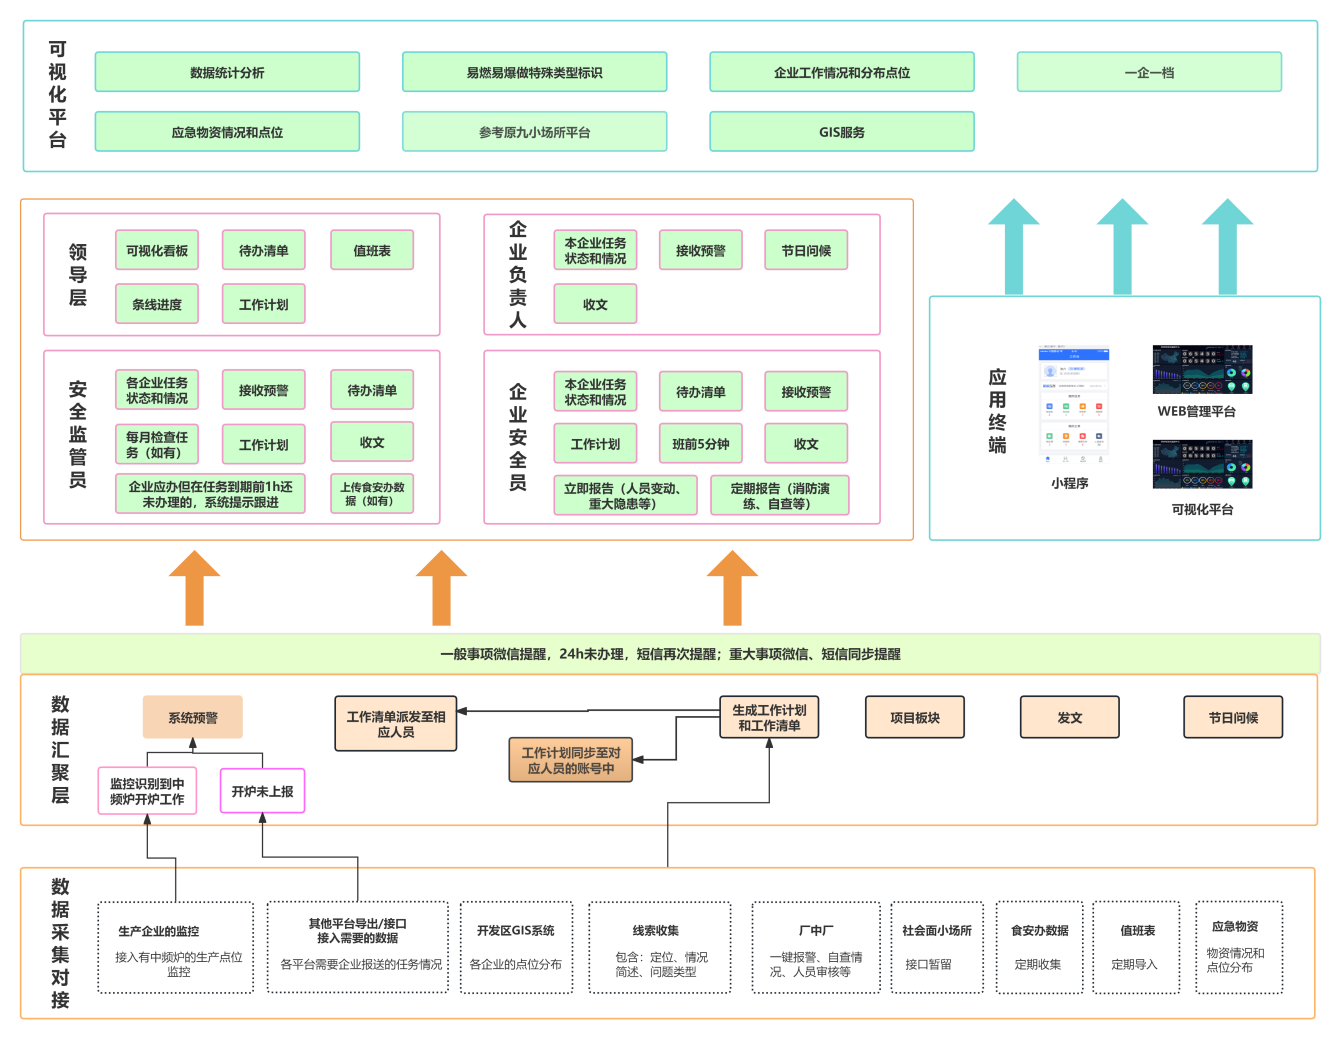 可视化平台
数据统计分析
易燃易爆做特殊类型标识
企业工作情况和分布点位
一企一档
应急物资情况和点位
参考原九小场所平台
GIS服务
领导层
可视化看板
待办清单
值班表
条线进度
工作计划
企业负责人
本企业任务
状态和情况
接收预警
节日问候
收文
安全监管员
各企业任务
状态和情况
接收预警
待办清单
每月检查任
务（如有）
工作计划
收文
企业应办但在任务到期前1h还
未办理的，系统提示跟进
上传食安办数
据（如有）
企业安全员
本企业任务
状态和情况
待办清单
接收预警
工作计划
班前5分钟
收文
立即报告（人员变动、
重大隐患等）
定期报告（消防演
练、自查等）
应用终端
小程序
WEB管理平台
可视化平台
一般事项微信提醒，24h未办理，短信再次提醒；重大事项微信、短信同步提醒
数据汇聚层
系统预警
工作清单派发至相
应人员
生成工作计划
和工作清单
项目板块
发文
节日问候
工作计划同步至对
应人员的账号中
监控识别到中
频炉开炉工作
开炉未上报
数据采集对接
生产企业的监控
接入有中频炉的生产点位
监控
其他平台导出/接口
接入需要的数据
各平台需要企业报送的任务情况
开发区GIS系统
各企业的点位分布
线索收集
包含：定位、情况
简述、问题类型
厂中厂
一键报警、自查情
况、人员审核等
社会面小场所
接口暂留
食安办数据
定期收集
值班表
定期导入
应急物资
物资情况和
点位分布